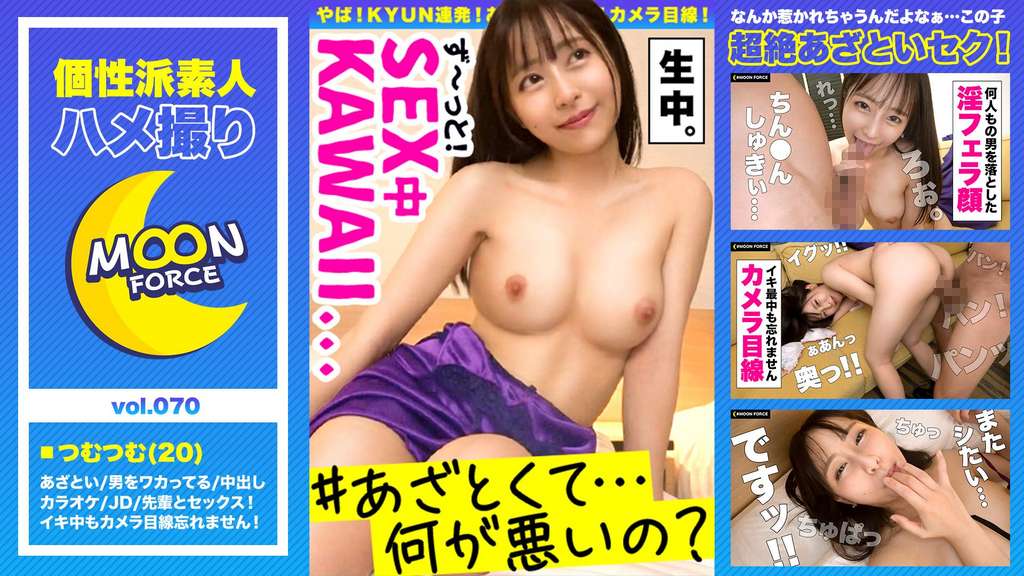 個性派素人
ハメ撮り
MOON
FORCE
vol.070
■つむつむ(20)
あざとい/男をワカってる/中出し
カラオケ/JD/先輩とセックス!
イキ中もカメラ目線忘れません!
やば!KYUN連発!
カメラ目線!
ず〜っと!
SEX中
KAWAII…
生中。
#あざとくて…
何が悪いの?
なんか惹かれちゃうんだよなぁ…この子
超絶あざといセク!
MOON FORCE
何人もの男を落とした
淫フェラ顔
れっ…
ちん●ん
しゅきぃ…
ろぉ。
MOON FORCE
イキ最中も忘れません
カメラ目線
イグッ!!
ぁあんっ
奥っ!!
パン!
パン!
パン!!
MOON FORCE
また
シたい…
ですッ!!
ちゅっ
ちゅぱっ